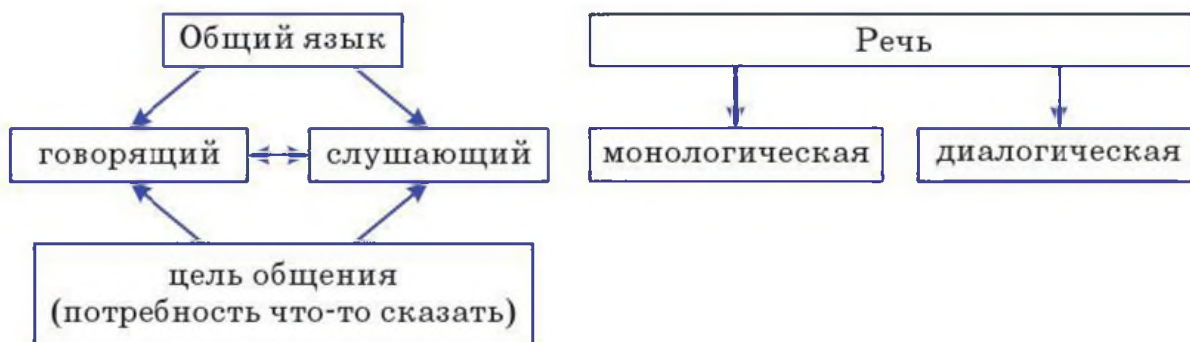 Общий язык
говорящий
слушающий
цель общения
(потребность что-то сказать)
Речь
монологическая
диалогическая